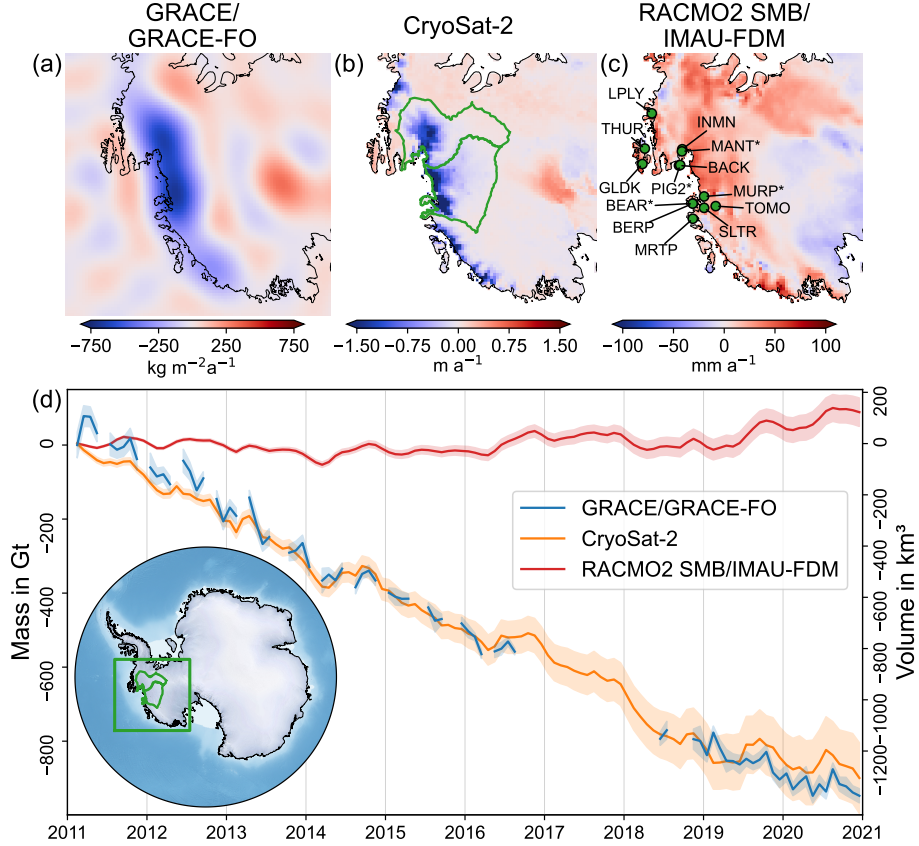 GRACE/
GRACE-FO
CryoSat-2
RACMO2 SMB/
IMAU-FDM
(a)
(b)
(c)
LPLY
THUR
INMN
MANT*
BACK
GLDK
PIG2*
MURP*
BEAR*
TOMO
BERP
SLTR
MRTP
−750 −250 250 750
kg m−2a−1
−1.50 −0.75 0.00 0.75 1.50
m a−1
−100 −50 0 50 100
mm a−1
(d)
Mass in Gt
0
−200
−400
−600
−800
Volume in km³
200
0
−200
−400
−600
−800
−1000
−1200
GRACE/GRACE-FO
CryoSat-2
RACMO2 SMB/IMAU-FDM
2011 2012 2013 2014 2015 2016 2017 2018 2019 2020 2021